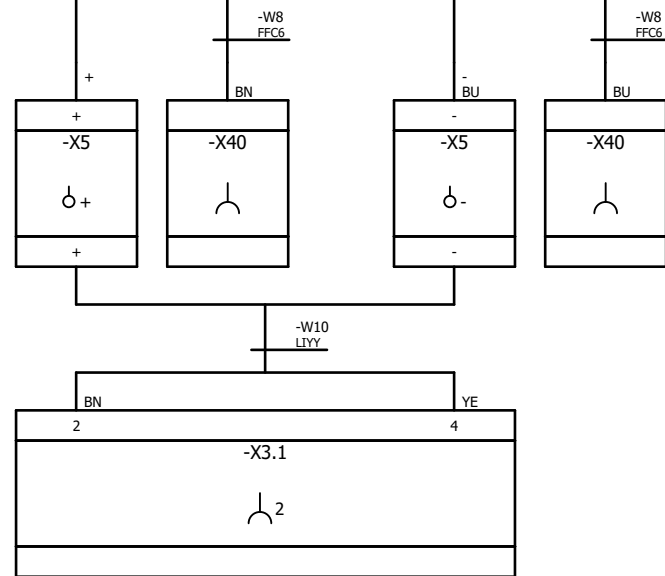 -W8
FFC6
-W8
FFC6
+
BN
-
BU
BU
+
-
-X5
-X40
-X5
-X40
+
-
+
-
-W10
LIYY
BN
YE
2
4
-X3.1
2